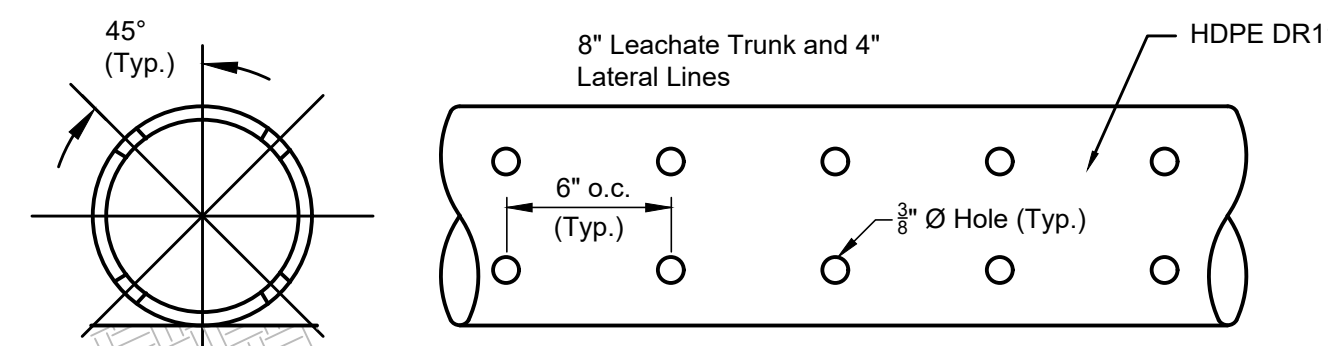 45°
(Typ.)
8" Leachate Trunk and 4"
Lateral Lines
HDPE DR1
6" o.c.
(Typ.)
3/8" Ø Hole (Typ.)